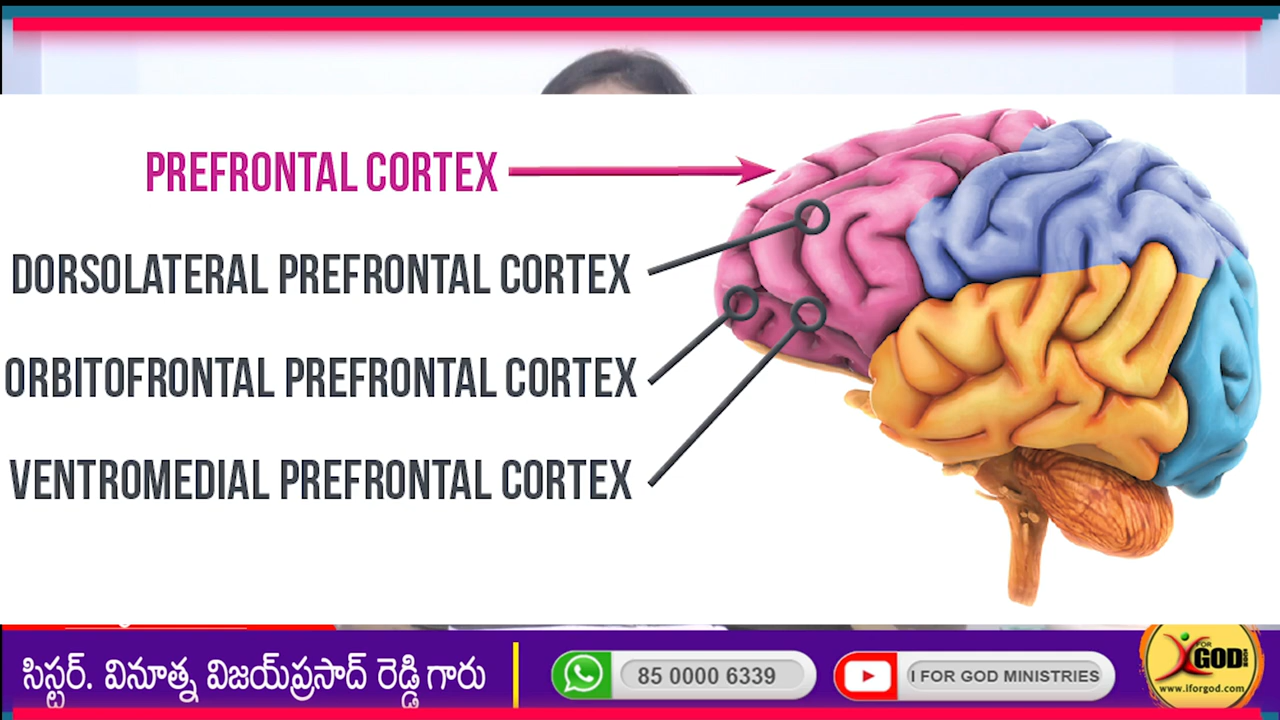 PREFRONTAL CORTEX
DORSOLATERAL PREFRONTAL CORTEX
ORBITOFRONTAL PREFRONTAL CORTEX
VENTROMEDIAL PREFRONTAL CORTEX
సిస్టర్. వినూత్న విజయ్‌ప్రసాద్ రెడ్డి గారు
85 0000 6339
I FOR GOD MINISTRIES
FOR
GOD
www.iforgod.com